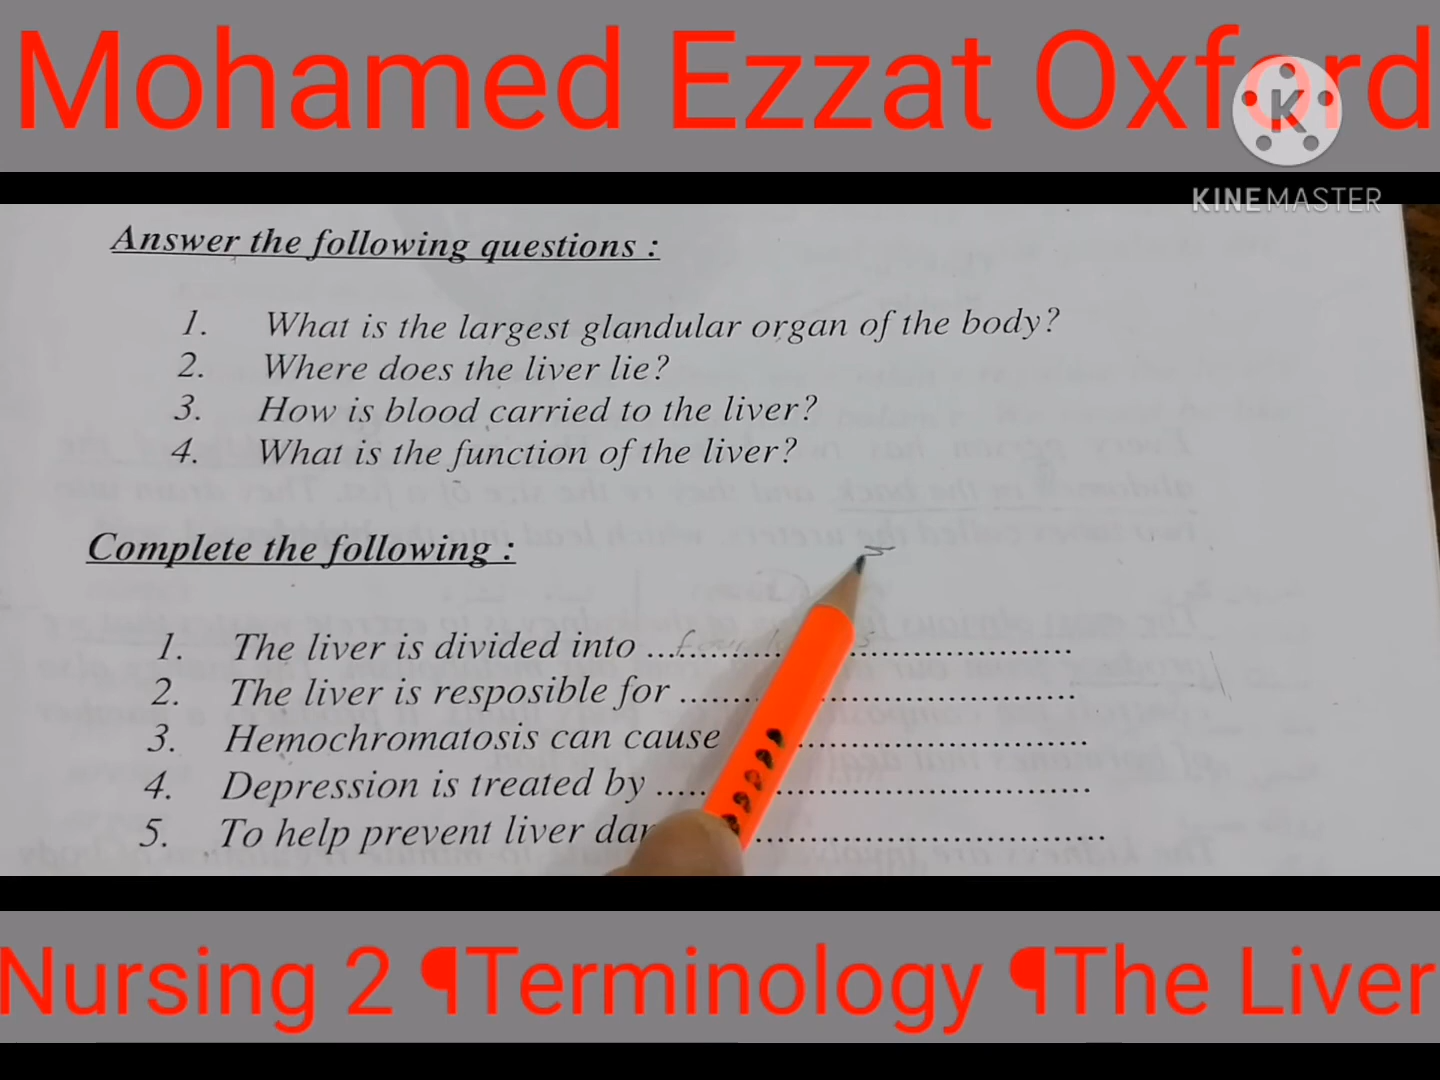 Mohamed Ezzat Oxford
K
KINEMASTER
Answer the following questions :
1. What is the largest glandular organ of the body?
2. Where does the liver lie?
3. How is blood carried to the liver?
4. What is the function of the liver?
Complete the following :
1. The liver is divided into ...................................
2. The liver is resposible for ...................................
3. Hemochromatosis can cause ...................................
4. Depression is treated by ...................................
5. To help prevent liver ...................................
Nursing 2 ¶Terminology ¶The Liver